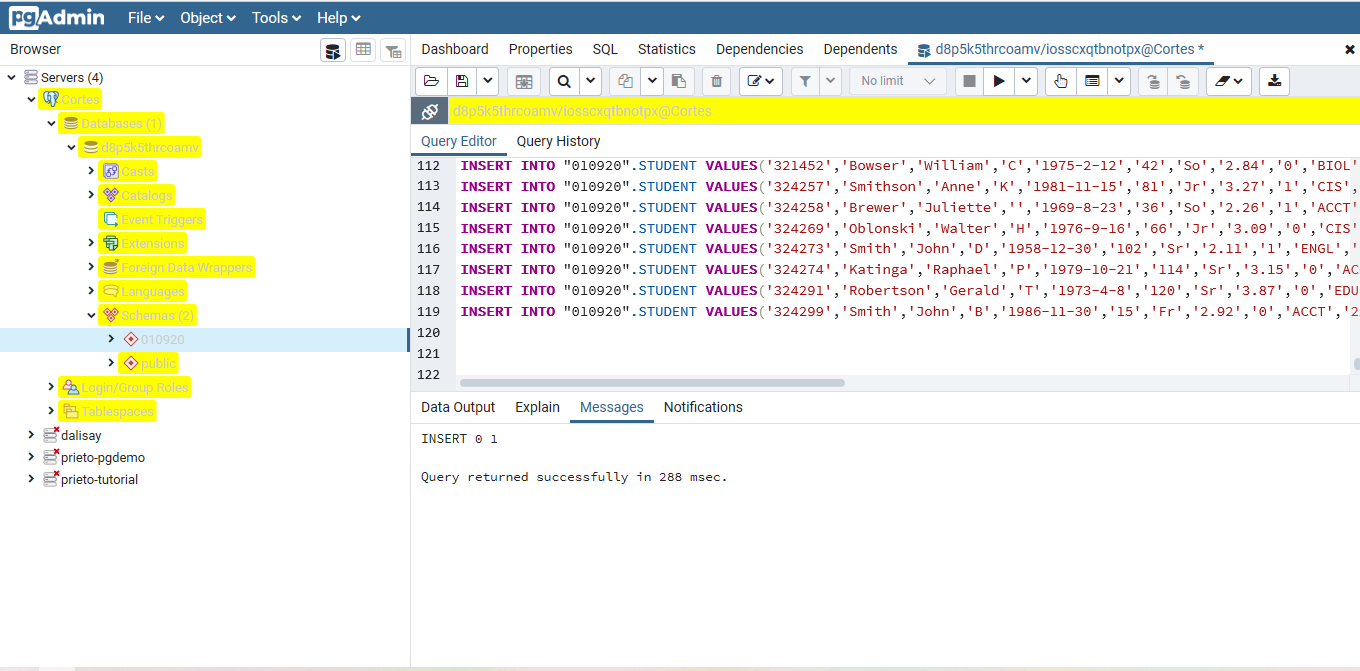 pgAdmin File Object Tools Help
Browser
Dashboard Properties SQL Statistics Dependencies Dependents d8p5k5thrcoamv/iosscxqtbnotpx@Cortes *
Servers (4)
Cortes
Databases (1)
d8p5k5thrcoamv
Casts
Catalogs
Event Triggers
Extensions
Foreign Data Wrappers
Languages
Schemas (2)
010920
public
Login/Group Roles
Tablespaces
dalisay
prieto-pgdemo
prieto-tutorial
No limit
d8p5k5thrcoamv/iosscxqtbnotpx@Cortes
Query Editor Query History
112 INSERT INTO "010920".STUDENT VALUES('321452','Bowser','William','C','1975-2-12','42','So','2.84','0','BIOL'
113 INSERT INTO "010920".STUDENT VALUES('324257','Smithson','Anne','K','1981-11-15','81','Jr','3.27','1','CIS',
114 INSERT INTO "010920".STUDENT VALUES('324258','Brewer','Juliette','','1969-8-23','36','So','2.26','1','ACCT'
115 INSERT INTO "010920".STUDENT VALUES('324269','Oblonski','Walter','H','1976-9-16','66','Jr','3.09','0','CIS'
116 INSERT INTO "010920".STUDENT VALUES('324273','Smith','John','D','1958-12-30','102','Sr','2.11','1','ENGL',
117 INSERT INTO "010920".STUDENT VALUES('324274','Katinga','Raphael','P','1979-10-21','114','Sr','3.15','0','AC
118 INSERT INTO "010920".STUDENT VALUES('324291','Robertson','Gerald','T','1973-4-8','120','Sr','3.87','0','EDU
119 INSERT INTO "010920".STUDENT VALUES('324299','Smith','John','B','1986-11-30','15','Fr','2.92','0','ACCT','2
120
121
122
Data Output Explain Messages Notifications
INSERT 0 1
Query returned successfully in 288 msec.